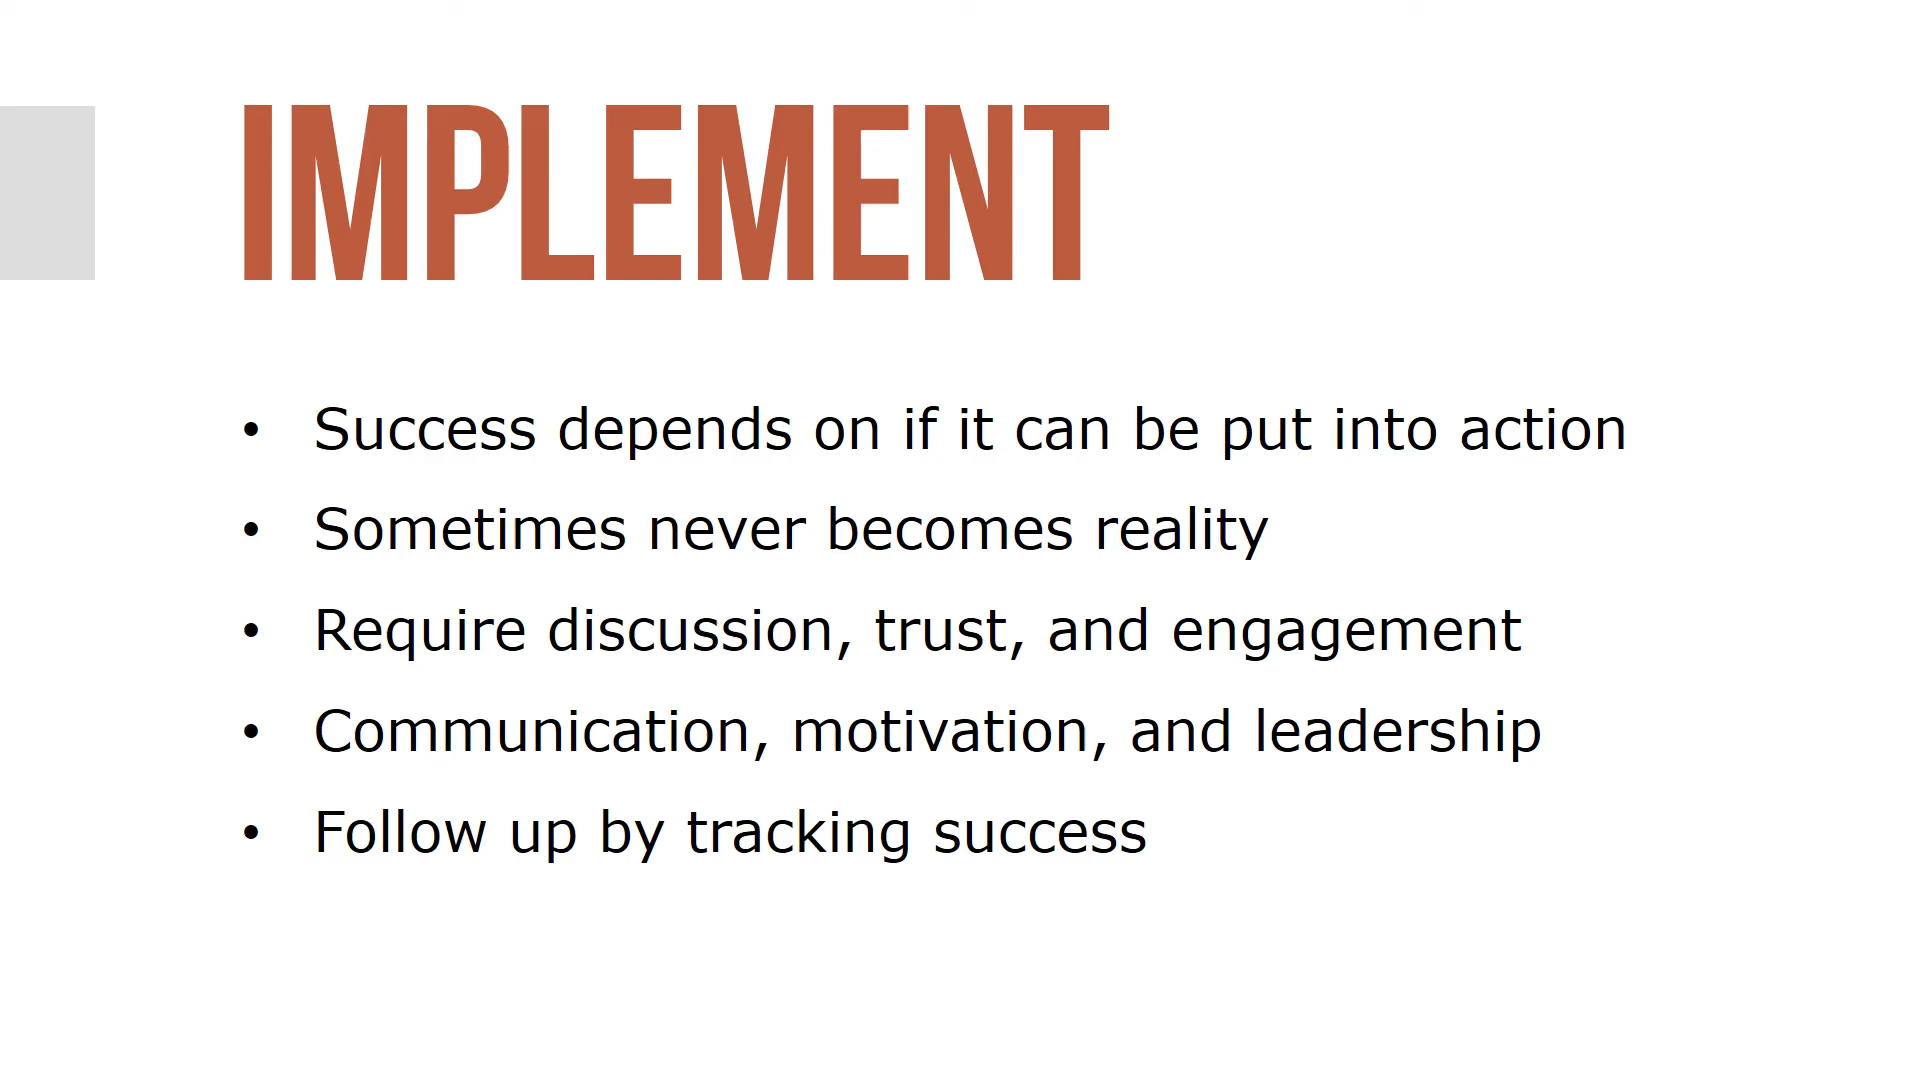 IMPLEMENT
• Success depends on if it can be put into action
• Sometimes never becomes reality
• Require discussion, trust, and engagement
• Communication, motivation, and leadership
• Follow up by tracking success